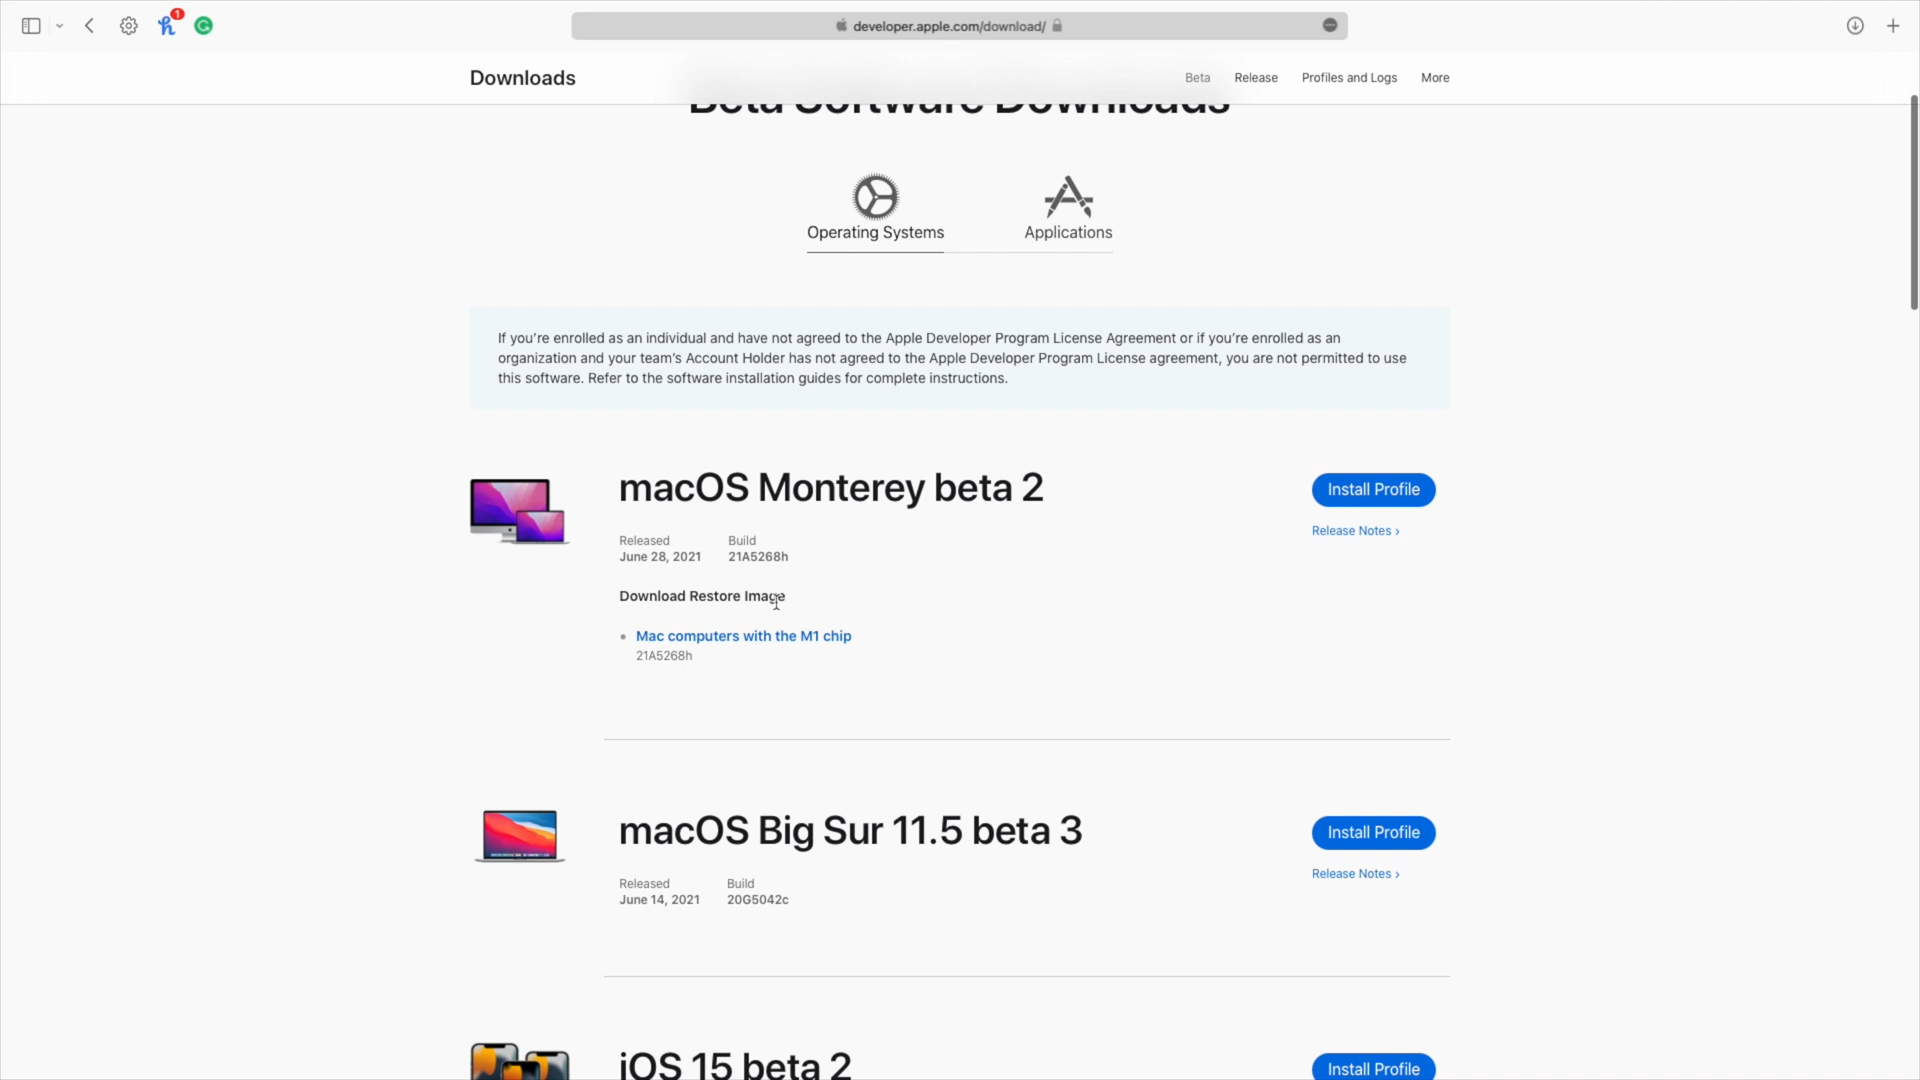 1
developer.apple.com/download/
Downloads
Beta Release Profiles and Logs More
Beta Software Downloads
Operating Systems Applications
If you're enrolled as an individual and have not agreed to the Apple Developer Program License Agreement or if you're enrolled as an
organization and your team's Account Holder has not agreed to the Apple Developer Program License agreement, you are not permitted to use
this software. Refer to the software installation guides for complete instructions.
macOS Monterey beta 2
Install Profile
Release Notes ›
Released Build
June 28, 2021 21A5268h
Download Restore Image
Mac computers with the M1 chip
21A5268h
macOS Big Sur 11.5 beta 3
Install Profile
Release Notes ›
Released Build
June 14, 2021 20G5042c
iOS 15 beta 2
Install Profile